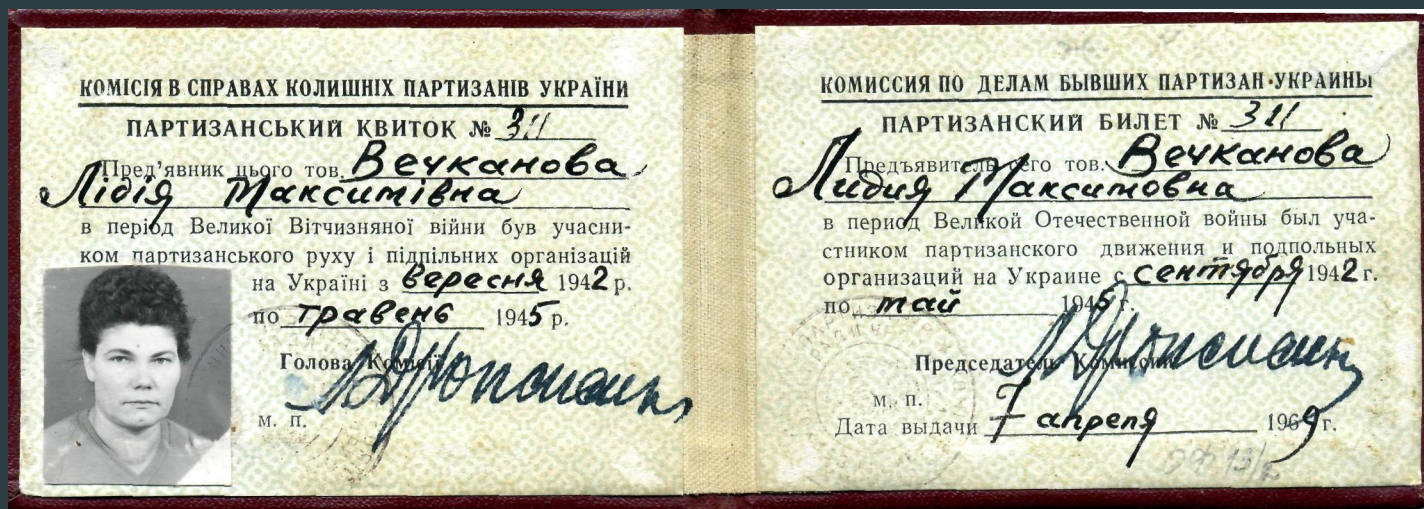 КОМІСІЯ В СПРАВАХ КОЛИШНІХ ПАРТИЗАНІВ УКРАЇНИ
ПАРТИЗАНСЬКИЙ КВИТОК № 311
Пред'явник цього тов. Вечканова
Лідія Максимівна
в період Великої Вітчизняної війни був учасни-
ком партизанського руху і підпільних організацій
на Україні з вересня 1942 р.
по травень 1945 р.
Голова Комісії
М. П.
КОМИССИЯ ПО ДЕЛАМ БЫВШИХ ПАРТИЗАН УКРАИНЫ
ПАРТИЗАНСКИЙ БИЛЕТ № 311
Предъявитель сего тов. Вечканова
Лидия Максимовна
в период Великой Отечественной войны был уча-
стником партизанского движения и подпольных
организаций на Украине с сентября 1942 г.
по май 1945 г.
Председатель Комиссии
М. П.
Дата выдачи 7 апреля 1969 г.